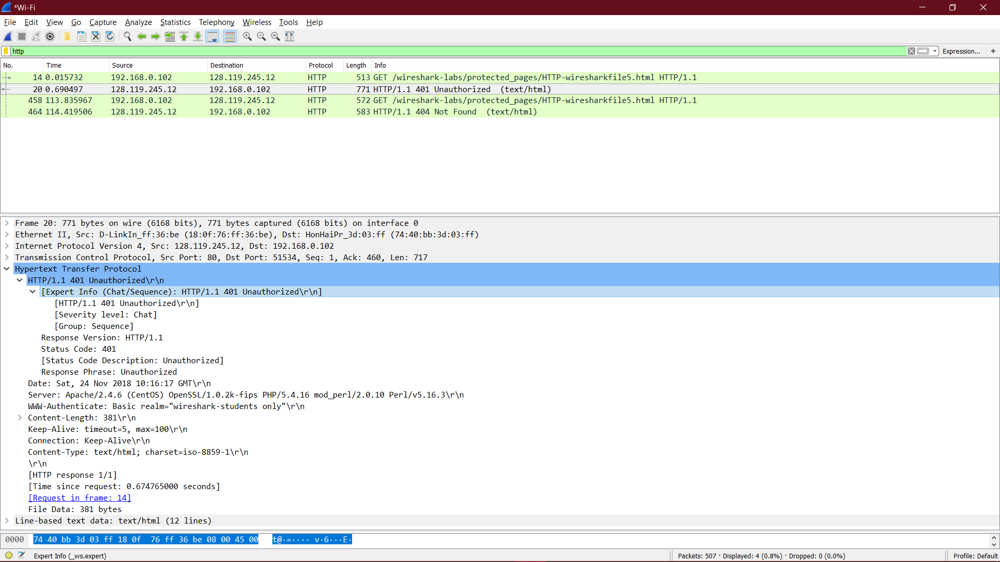 *Wi-Fi
File Edit View Go Capture Analyze Statistics Telephony Wireless Tools Help
http Expression... +
No. Time Source Destination Protocol Length Info
14 0.015732 192.168.0.102 128.119.245.12 HTTP 513 GET /wireshark-labs/protected_pages/HTTP-wiresharkfile5.html HTTP/1.1
20 0.690497 128.119.245.12 192.168.0.102 HTTP 771 HTTP/1.1 401 Unauthorized (text/html)
458 113.835967 192.168.0.102 128.119.245.12 HTTP 572 GET /wireshark-labs/protected_pages/HTTP-wiresharkfile5.html HTTP/1.1
464 114.419506 128.119.245.12 192.168.0.102 HTTP 583 HTTP/1.1 404 Not Found (text/html)
Frame 20: 771 bytes on wire (6168 bits), 771 bytes captured (6168 bits) on interface 0
Ethernet II, Src: D-LinkIn_ff:36:be (18:0f:76:ff:36:be), Dst: HonHaiPr_3d:03:ff (74:40:bb:3d:03:ff)
Internet Protocol Version 4, Src: 128.119.245.12, Dst: 192.168.0.102
Transmission Control Protocol, Src Port: 80, Dst Port: 51534, Seq: 1, Ack: 460, Len: 717
Hypertext Transfer Protocol
HTTP/1.1 401 Unauthorized\r\n
[Expert Info (Chat/Sequence): HTTP/1.1 401 Unauthorized\r\n]
[HTTP/1.1 401 Unauthorized\r\n]
[Severity level: Chat]
[Group: Sequence]
Response Version: HTTP/1.1
Status Code: 401
[Status Code Description: Unauthorized]
Response Phrase: Unauthorized
Date: Sat, 24 Nov 2018 10:16:17 GMT\r\n
Server: Apache/2.4.6 (CentOS) OpenSSL/1.0.2k-fips PHP/5.4.16 mod_perl/2.0.10 Perl/v5.16.3\r\n
WWW-Authenticate: Basic realm="wireshark-students only"\r\n
Content-Length: 381\r\n
Keep-Alive: timeout=5, max=100\r\n
Connection: Keep-Alive\r\n
Content-Type: text/html; charset=iso-8859-1\r\n
\r\n
[HTTP response 1/1]
[Time since request: 0.674765000 seconds]
[Request in frame: 14]
File Data: 381 bytes
Line-based text data: text/html (12 lines)
0000 74 40 bb 3d 03 ff 18 0f 76 ff 36 be 08 00 45 00 t@·=···· v·6···E·
Expert Info (_ws.expert) Packets: 507 · Displayed: 4 (0.8%) · Dropped: 0 (0.0%) Profile: Default